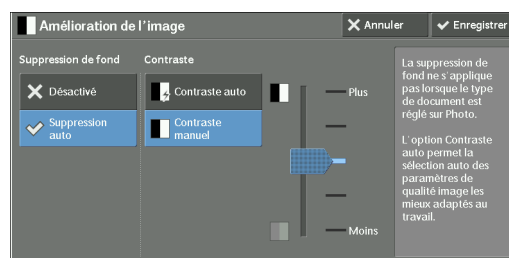 Amélioration de l'image
Annuler
Enregistrer
Suppression de fond
Contraste
Désactivé
Suppression
auto
Contraste auto
Contraste
manuel
Plus
Moins
La suppression de
fond ne s'applique
pas lorsque le type
de document est
réglé sur Photo.
L'option Contraste
auto permet la
sélection auto des
paramètres de
qualité image les
mieux adaptés au
travail.